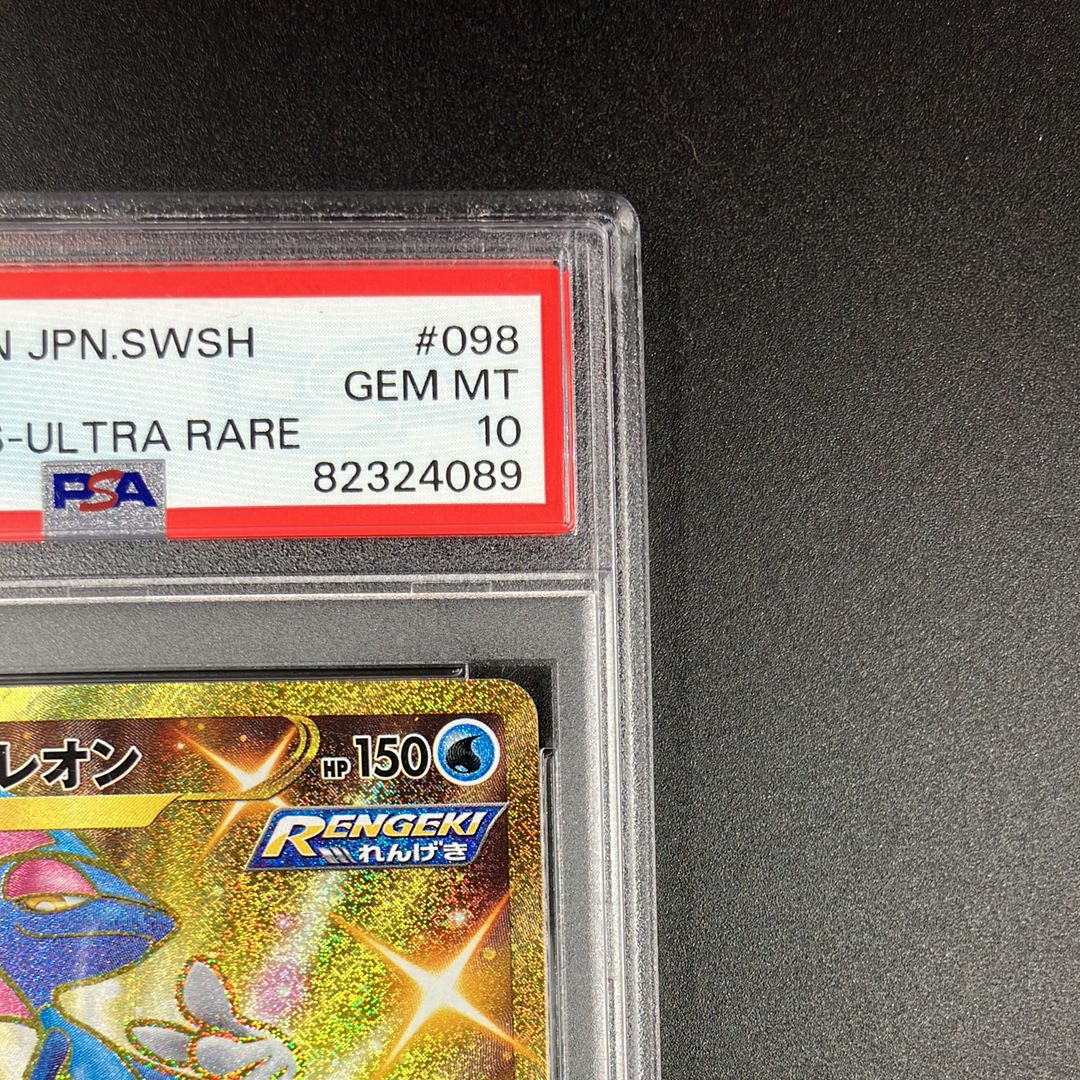 N JPN.SWSH #098
GEM MT
S-ULTRA RARE 10
PSA 82324089
レオン HP 150
RENGEKI
れんげき